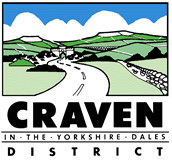 CRAVEN
IN • THE • YORKSHIRE • DALES
DISTRICT